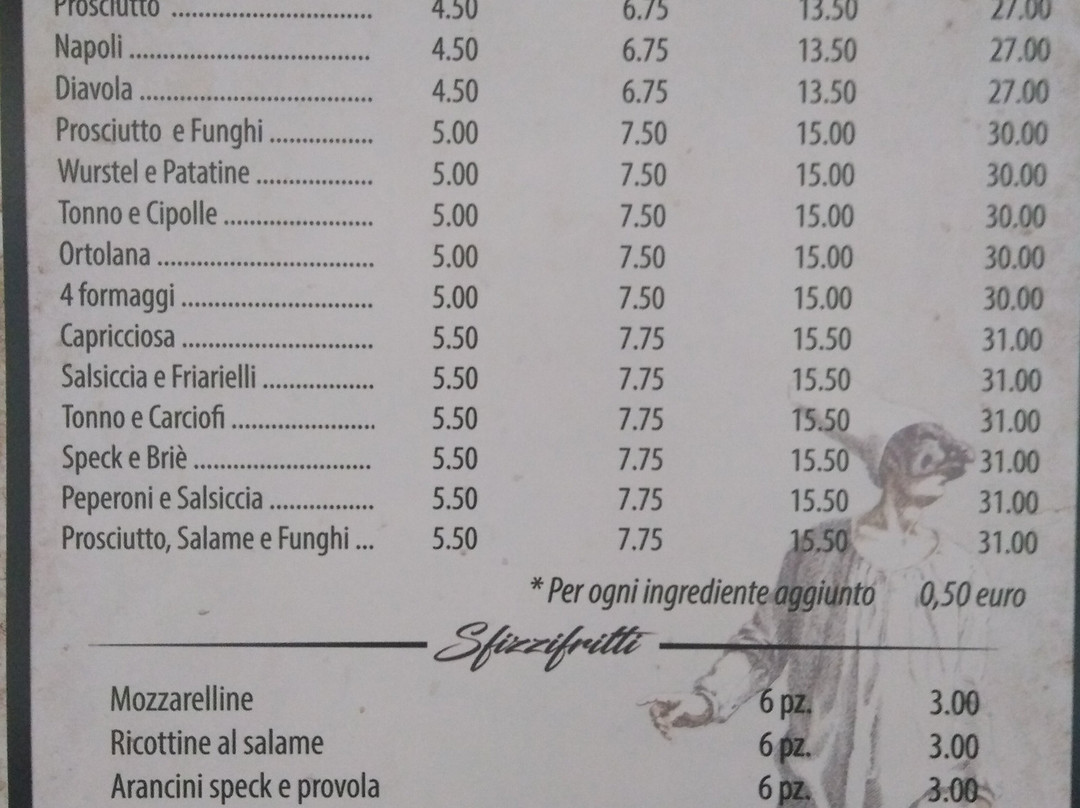 Prosciutto .............................. 4.50 6.75 13.50 27.00
Napoli .................................... 4.50 6.75 13.50 27.00
Diavola ................................... 4.50 6.75 13.50 27.00
Prosciutto e Funghi ............... 5.00 7.50 15.00 30.00
Wurstel e Patatine ................. 5.00 7.50 15.00 30.00
Tonno e Cipolle ...................... 5.00 7.50 15.00 30.00
Ortolana ................................ 5.00 7.50 15.00 30.00
4 formaggi ............................. 5.00 7.50 15.00 30.00
Capricciosa ............................. 5.50 7.75 15.50 31.00
Salsiccia e Friarielli ................. 5.50 7.75 15.50 31.00
Tonno e Carciofi ...................... 5.50 7.75 15.50 31.00
Speck e Briè ........................... 5.50 7.75 15.50 31.00
Peperoni e Salsiccia ................ 5.50 7.75 15.50 31.00
Prosciutto, Salame e Funghi ... 5.50 7.75 15.50 31.00
* Per ogni ingrediente aggiunto 0,50 euro
Sfizzifritti
Mozzarelline 6 pz. 3.00
Ricottine al salame 6 pz. 3.00
Arancini speck e provola 6 pz. 3.00